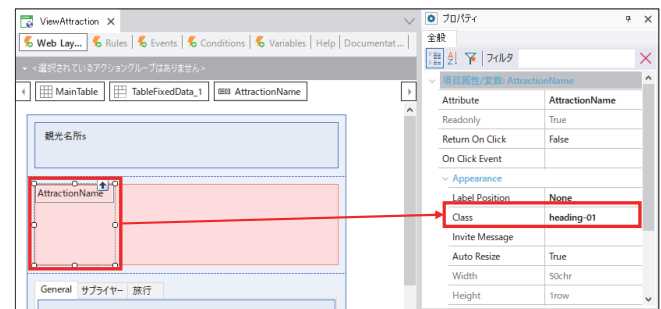 ViewAttraction
Web Lay... Rules Events Conditions Variables Help Documentat...
<選択されているアクショングループはありません>
MainTable TableFixedData_1 AttractionName
観光名所s
AttractionName
General サプライヤー 旅行
プロパティ
全般
フィルタ
項目属性/変数: AttractionName
Attribute AttractionName
Readonly True
Return On Click False
On Click Event
Appearance
Label Position None
Class heading-01
Invite Message
Auto Resize True
Width 50chr
Height 1row